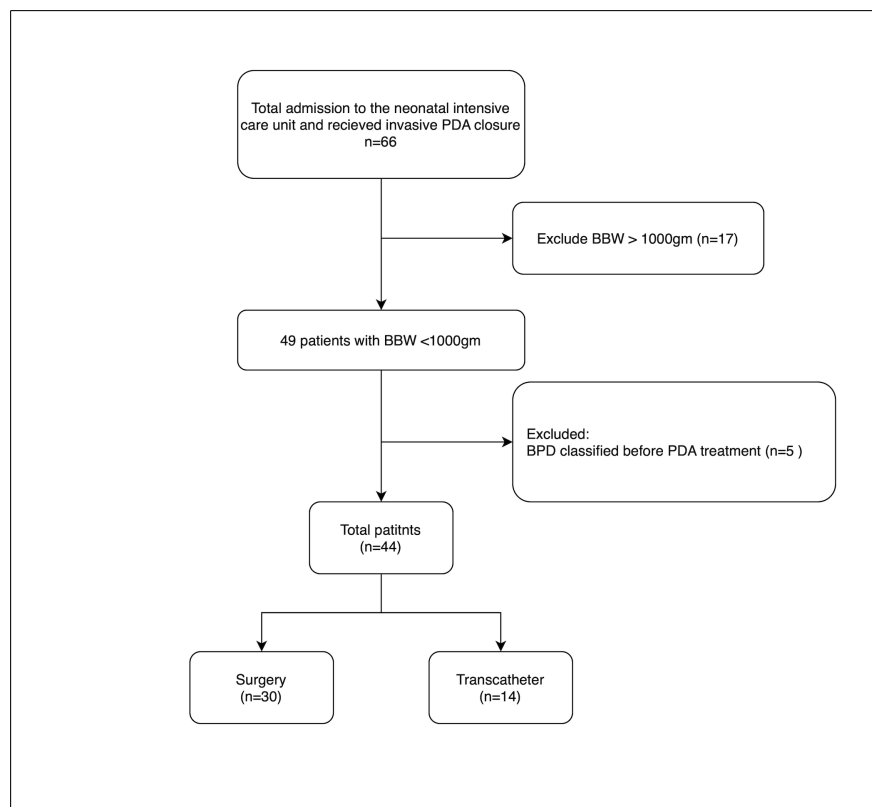 Total admission to the neonatal intensive
care unit and recieved invasive PDA closure
n=66
Exclude BBW > 1000gm (n=17)
49 patients with BBW <1000gm
Excluded:
BPD classified before PDA treatment (n=5 )
Total patitnts
(n=44)
Surgery
(n=30)
Transcatheter
(n=14)